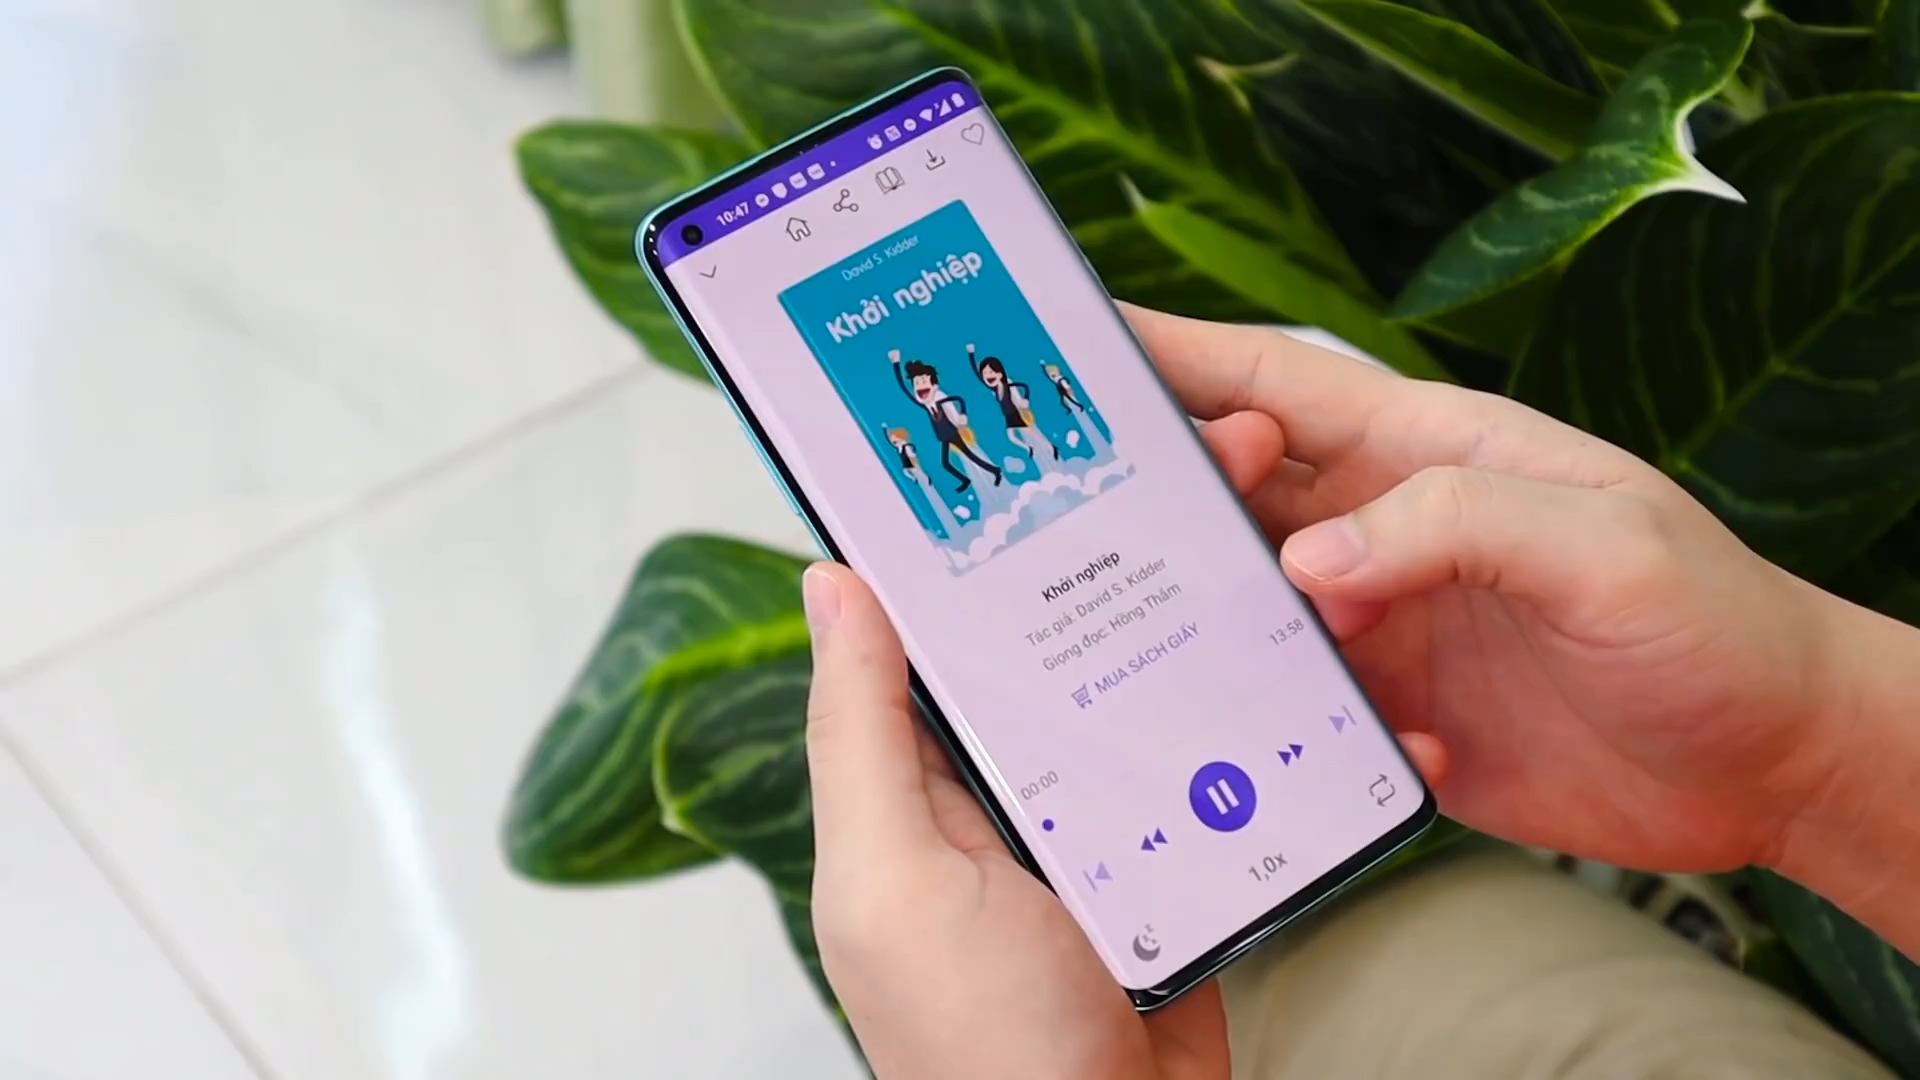 10:47
David S. Kidder
Khởi nghiệp
Khởi nghiệp
Tác giả: David S. Kidder
Giọng đọc: Hồng Thắm
MUA SÁCH GIẤY
00:00
13:58
1,0x